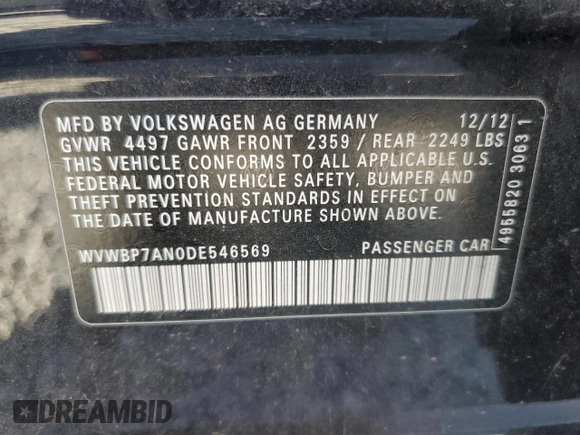 MFD BY VOLKSWAGEN AG GERMANY 12/12
GVWR 4497 GAWR FRONT 2359 / REAR 2249 LBS
THIS VEHICLE CONFORMS TO ALL APPLICABLE U.S.
FEDERAL MOTOR VEHICLE SAFETY, BUMPER AND
THEFT PREVENTION STANDARDS IN EFFECT ON
THE DATE OF MANUFACTURE SHOWN ABOVE.
WVWBP7AN0DE546569 PASSENGER CAR
4955820 3063 1
DREAMBID